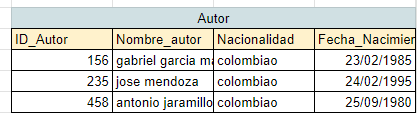 Autor
ID_Autor Nombre_autor Nacionalidad Fecha_Nacimien
156 gabriel garcia ma colombiao 23/02/1985
235 jose mendoza colombiao 24/02/1995
458 antonio jaramillo colombiao 25/09/1980